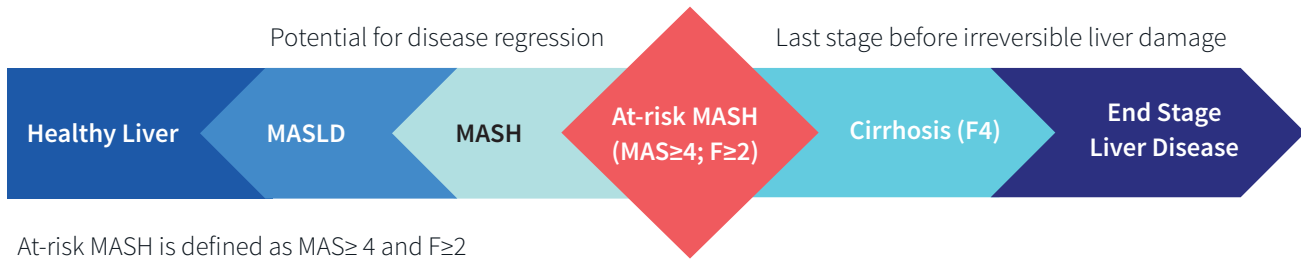 Potential for disease regression
Last stage before irreversible liver damage
Healthy Liver
MASLD
MASH
At-risk MASH
(MAS≥4; F≥2)
Cirrhosis (F4)
End Stage
Liver Disease
At-risk MASH is defined as MAS≥ 4 and F≥2